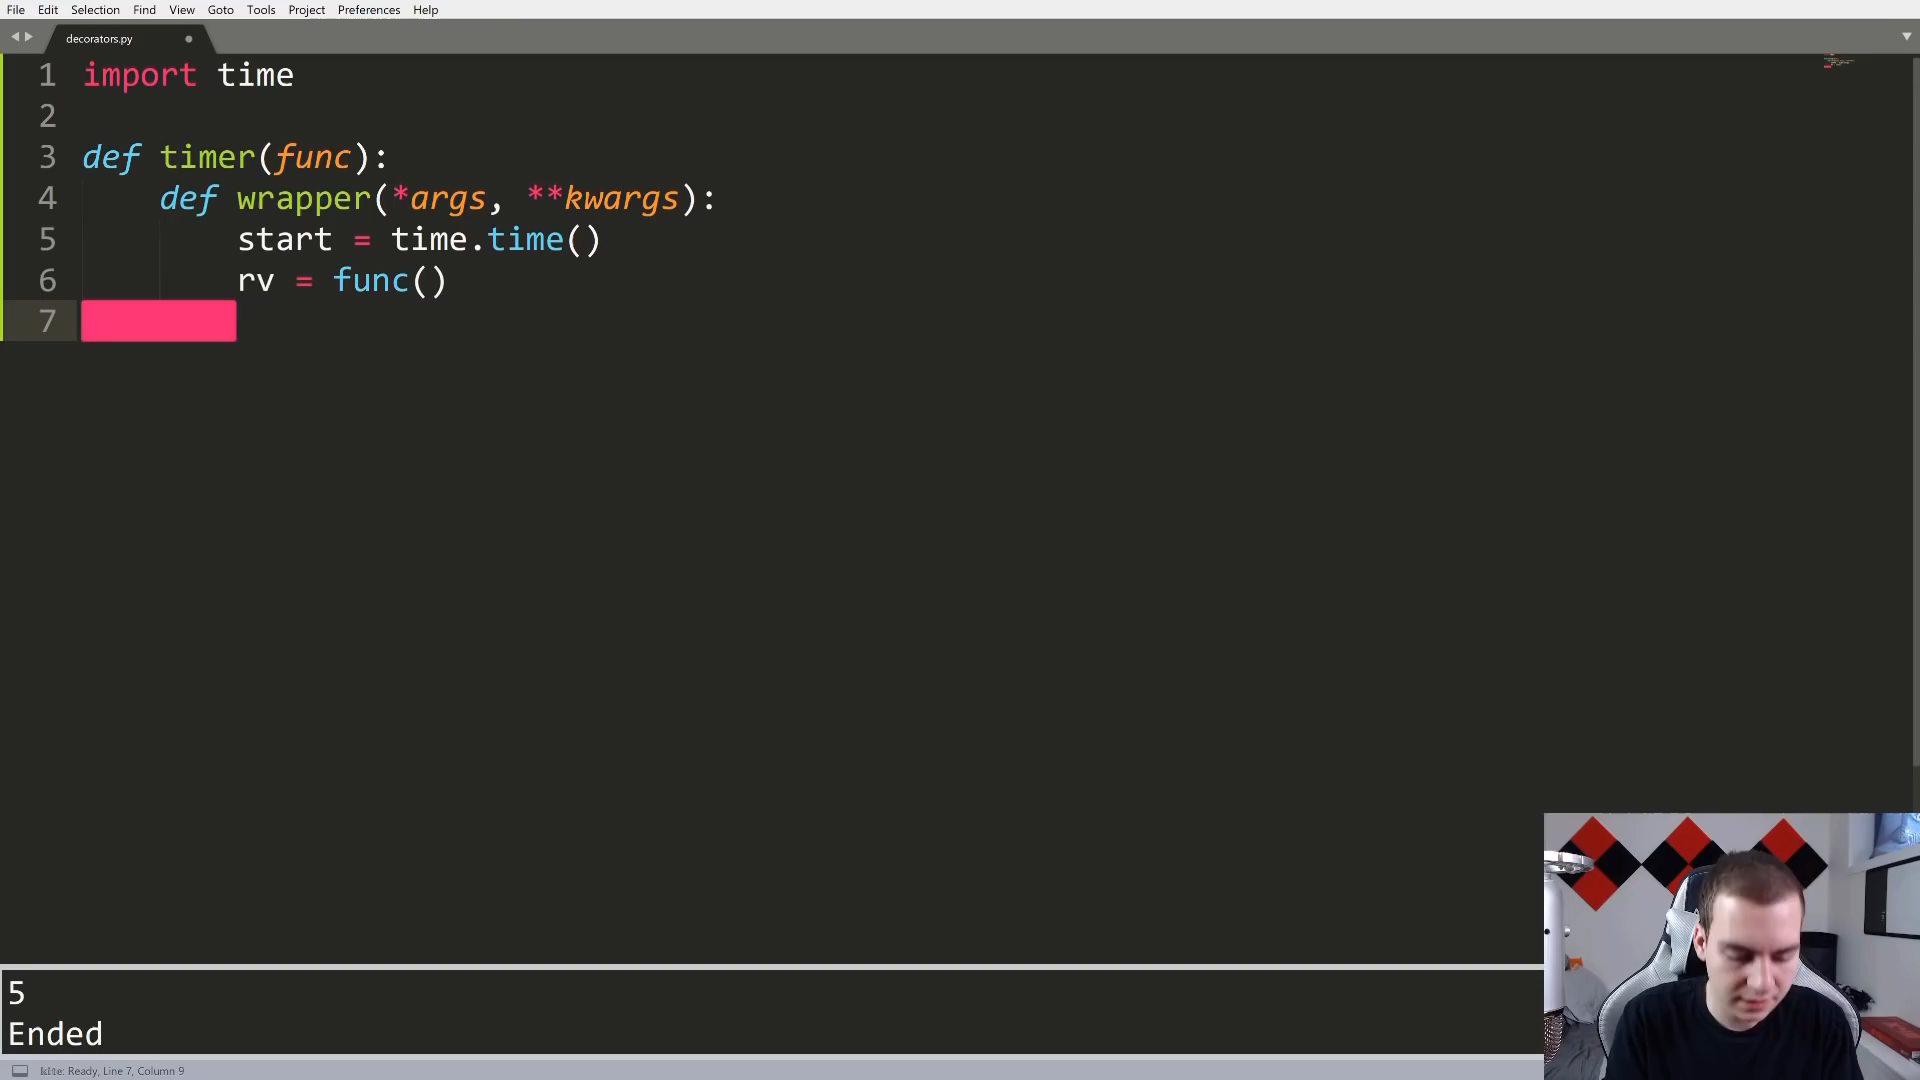 File Edit Selection Find View Goto Tools Project Preferences Help
decorators.py
1 import time
2
3 def timer(func):
4     def wrapper(*args, **kwargs):
5         start = time.time()
6         rv = func()
7
5
Ended
kite: Ready, Line 7, Column 9